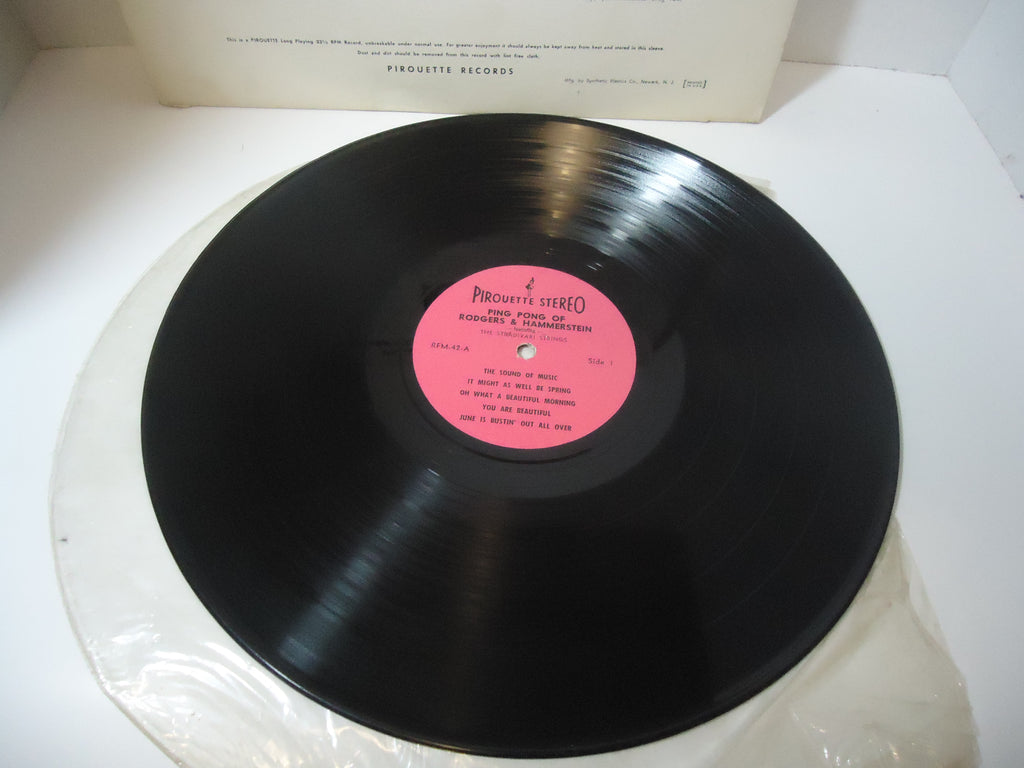 This is a PIROUETTE Long Playing 33⅓ RPM Record, unbreakable under normal use. For greater enjoyment it should always be kept away from heat and stored in this sleeve.
Dust and dirt should be removed from this record with lint free cloth.
PIROUETTE RECORDS
Mfg. by Synthetic Plastics Co., Newark, N. J.
PIROUETTE STEREO
PING PONG OF
RODGERS & HAMMERSTEIN
THE STRADIVARI STRINGS
RFM-42-A
Side 1
THE SOUND OF MUSIC
IT MIGHT AS WELL BE SPRING
OH WHAT A BEAUTIFUL MORNING
YOU ARE BEAUTIFUL
JUNE IS BUSTIN' OUT ALL OVER